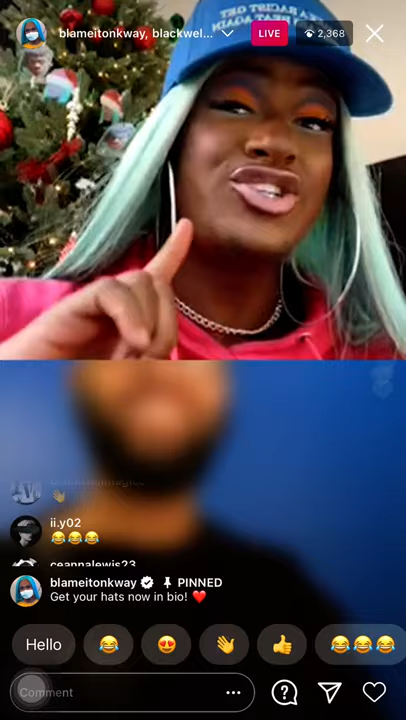 blameitonkway, blackwel...
LIVE
2,368
ii.y02
😂😂😂
ceannalewis23
blameitonkway PINNED
Get your hats now in bio! ❤️
Hello 😂 😍 👋 👍 😂😂😂
Comment